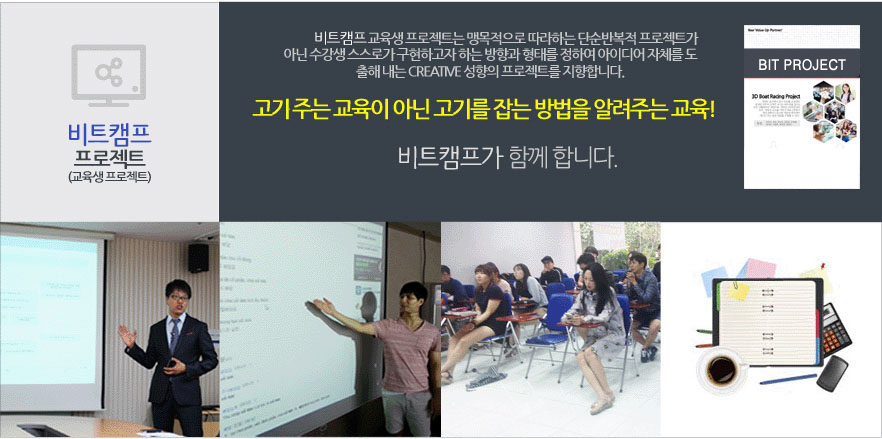 비트캠프
프로젝트
(교육생 프로젝트)
비트캠프 교육생 프로젝트는 맹목적으로 따라하는 단순반복적 프로젝트가
아닌 수강생 스스로가 구현하고자 하는 방향과 형태를 정하여 아이디어 자체를 도
출해 내는 CREATIVE 성향의 프로젝트를 지향합니다.
고기 주는 교육이 아닌 고기를 잡는 방법을 알려주는 교육!
비트캠프가 함께 합니다.
Your Value-Up Partner!
BIT PROJECT
3D Boat Racing Project